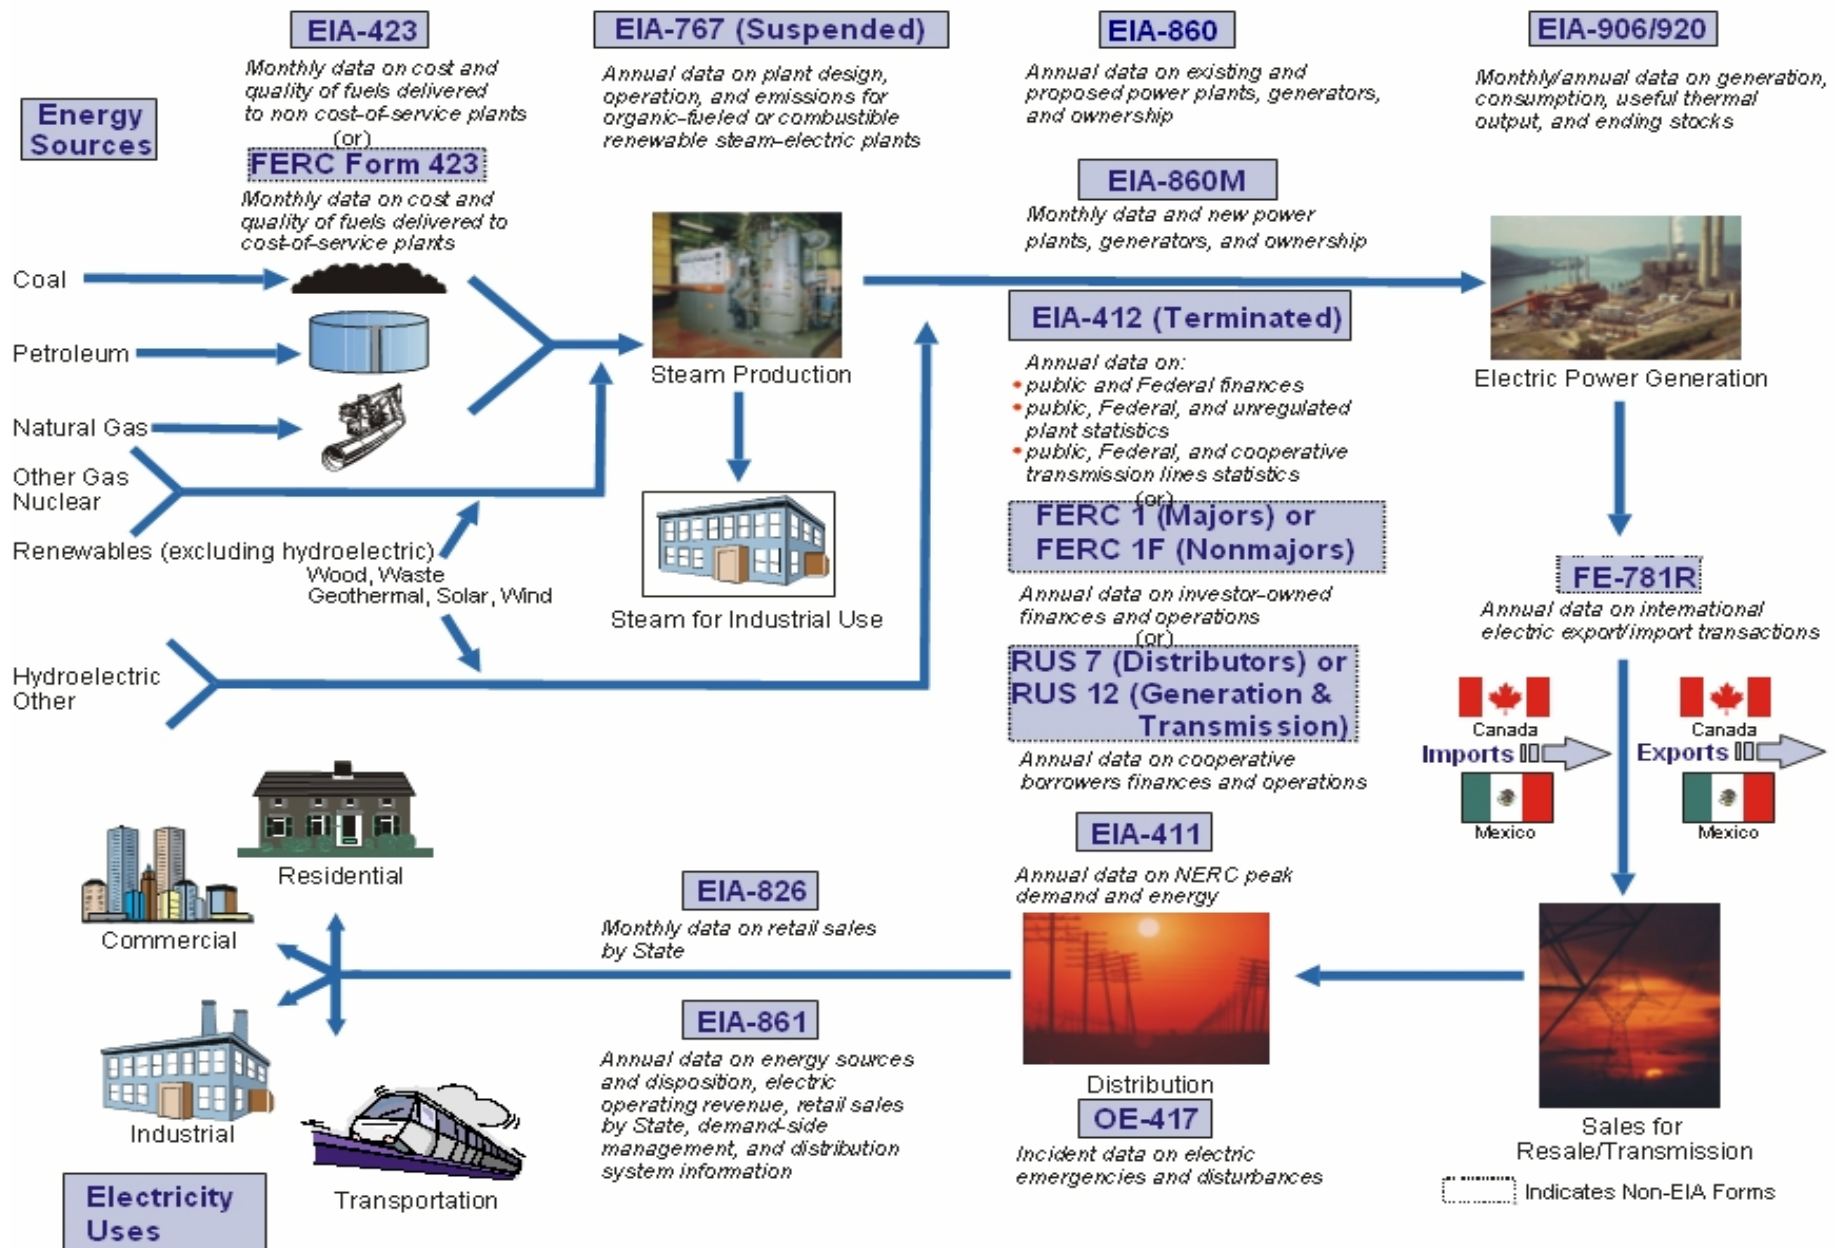 EIA-423
Monthly data on cost and
quality of fuels delivered
to non cost-of-service plants
(or)
FERC Form 423
Monthly data on cost and
quality of fuels delivered to
cost-of-service plants
EIA-767 (Suspended)
Annual data on plant design,
operation, and emissions for
organic-fueled or combustible
renewable steam-electric plants
EIA-860
Annual data on existing and
proposed power plants, generators,
and ownership
EIA-860M
Monthly data and new power
plants, generators, and ownership
EIA-906/920
Monthly/annual data on generation,
consumption, useful thermal
output, and ending stocks
Energy
Sources
Coal
Petroleum
Natural Gas
Other Gas
Nuclear
Renewables (excluding hydroelectric)
Wood, Waste
Geothermal, Solar, Wind
Hydroelectric
Other
Steam Production
Steam for Industrial Use
EIA-412 (Terminated)
Annual data on:
• public and Federal finances
• public, Federal, and unregulated
plant statistics
• public, Federal, and cooperative
transmission lines statistics
(or)
FERC 1 (Majors) or
FERC 1F (Nonmajors)
Annual data on investor-owned
finances and operations
(or)
RUS 7 (Distributors) or
RUS 12 (Generation &
Transmission)
Annual data on cooperative
borrowers finances and operations
Electric Power Generation
FE-781R
Annual data on international
electric export/import transactions
Canada
Imports
Mexico
Canada
Exports
Mexico
EIA-411
Annual data on NERC peak
demand and energy
Distribution
OE-417
Incident data on electric
emergencies and disturbances
Sales for
Resale/Transmission
Indicates Non-EIA Forms
EIA-826
Monthly data on retail sales
by State
EIA-861
Annual data on energy sources
and disposition, electric
operating revenue, retail sales
by State, demand-side
management, and distribution
system information
Residential
Commercial
Industrial
Transportation
Electricity
Uses